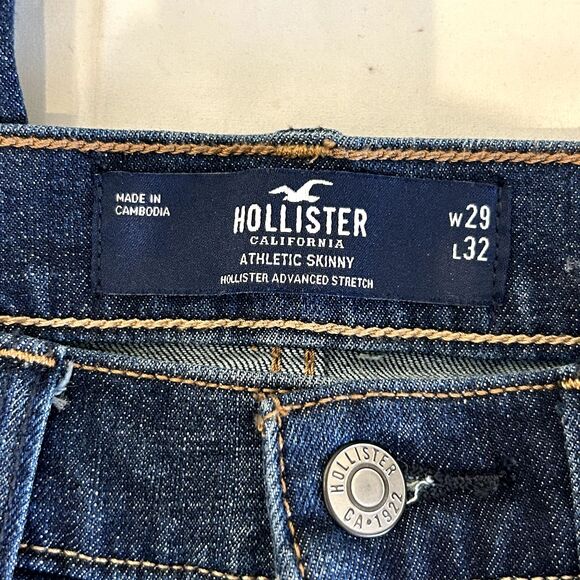 MADE IN
CAMBODIA
HOLLISTER
CALIFORNIA
ATHLETIC SKINNY
HOLLISTER ADVANCED STRETCH
W29
L32
HOLLISTER
CA • 1922